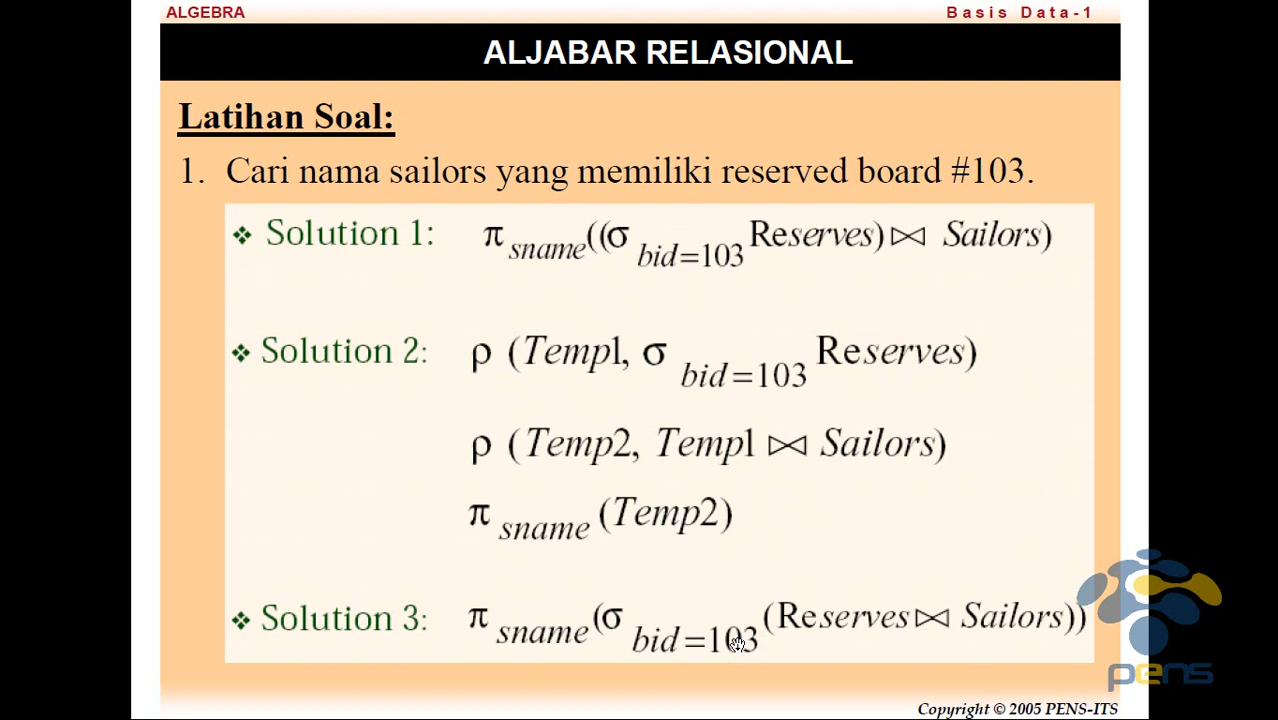 ALGEBRA Basis Data-1
ALJABAR RELASIONAL
Latihan Soal:
1. Cari nama sailors yang memiliki reserved board #103.
❖ Solution 1: π sname((σ bid=103 Reserves) ⋈ Sailors)
❖ Solution 2: ρ (Temp1, σ bid=103 Reserves)
ρ (Temp2, Temp1 ⋈ Sailors)
π sname (Temp2)
❖ Solution 3: π sname(σ bid=103 (Reserves ⋈ Sailors))
pens
Copyright © 2005 PENS-ITS